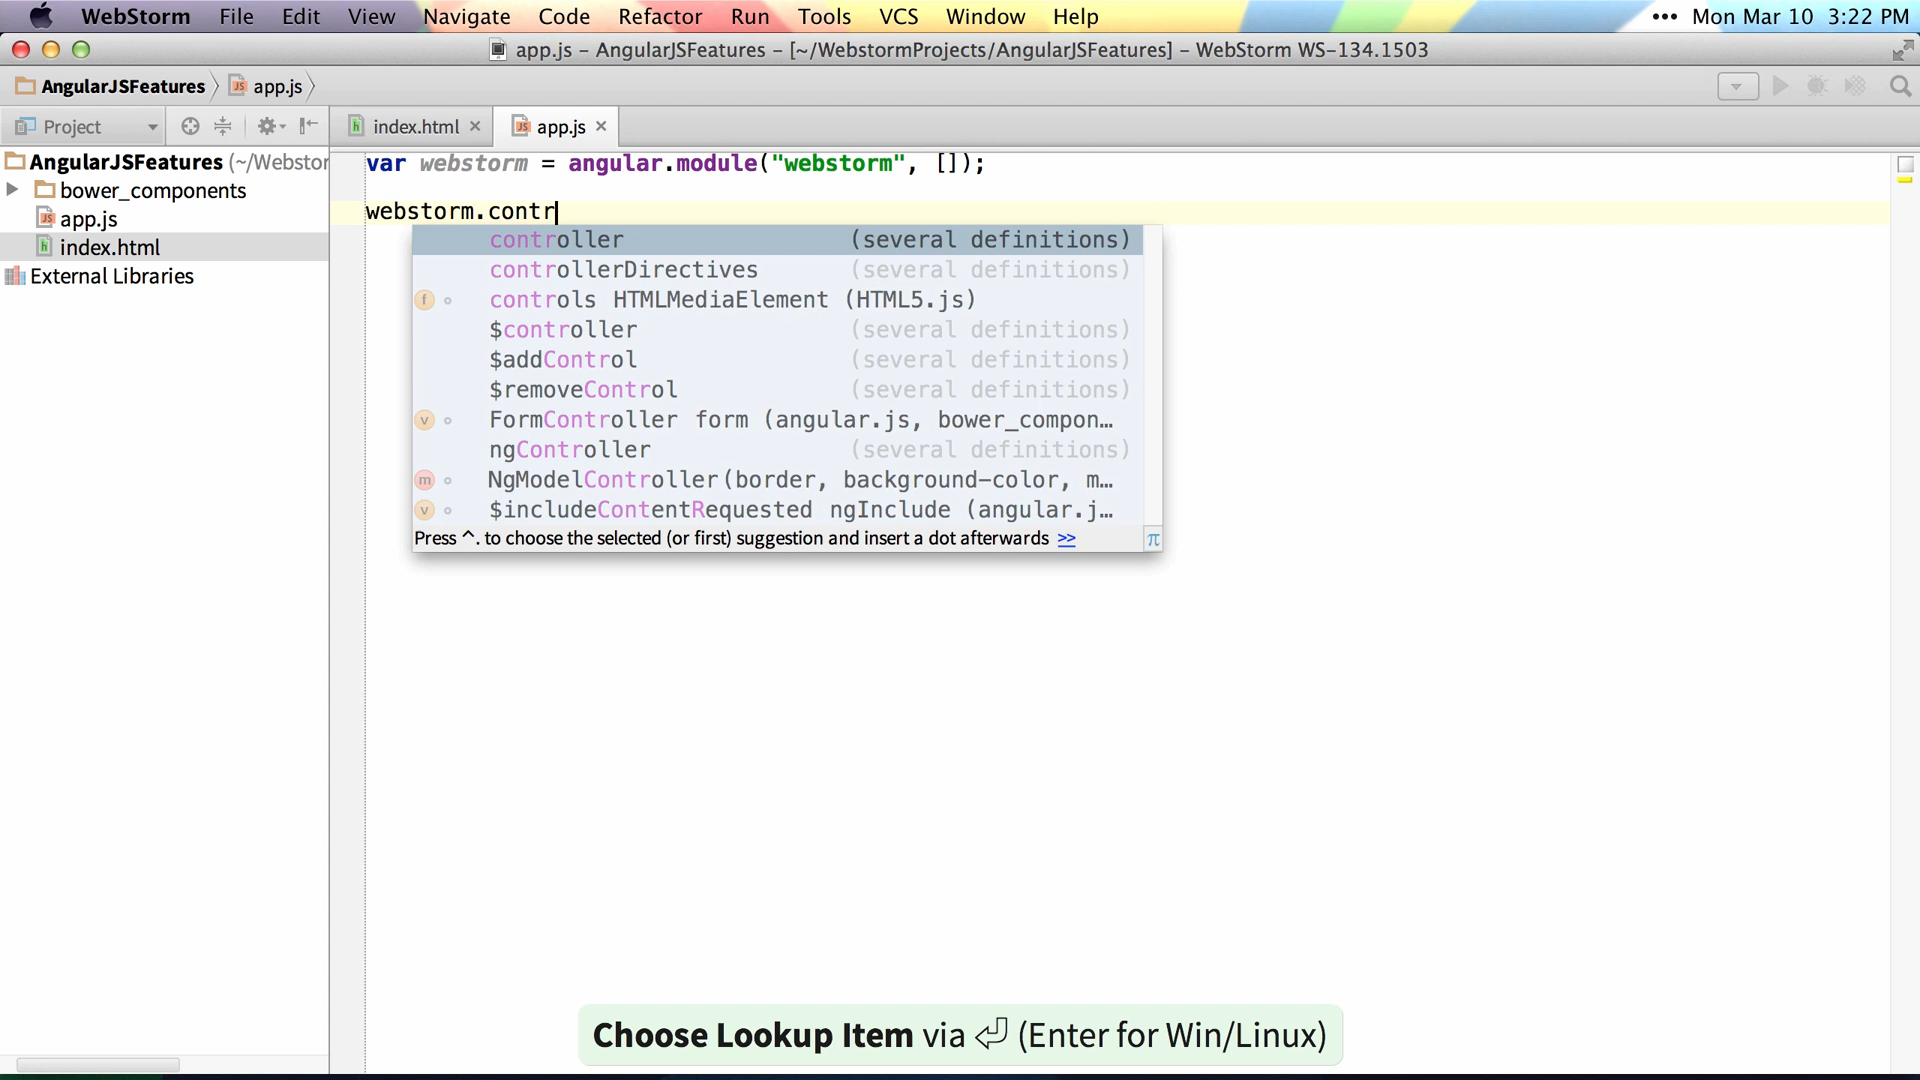 WebStorm File Edit View Navigate Code Refactor Run Tools VCS Window Help ••• Mon Mar 10 3:22 PM
app.js – AngularJSFeatures – [~/WebstormProjects/AngularJSFeatures] – WebStorm WS-134.1503
AngularJSFeatures app.js
Project index.html app.js
AngularJSFeatures (~/Webstor
bower_components
app.js
index.html
External Libraries
var webstorm = angular.module("webstorm", []);
webstorm.contr
controller (several definitions)
controllerDirectives (several definitions)
f controls HTMLMediaElement (HTML5.js)
$controller (several definitions)
$addControl (several definitions)
$removeControl (several definitions)
v FormController form (angular.js, bower_compon…
ngController (several definitions)
m NgModelController(border, background-color, m…
v $includeContentRequested ngInclude (angular.j…
Press ^. to choose the selected (or first) suggestion and insert a dot afterwards >> π
Choose Lookup Item via ⏎ (Enter for Win/Linux)